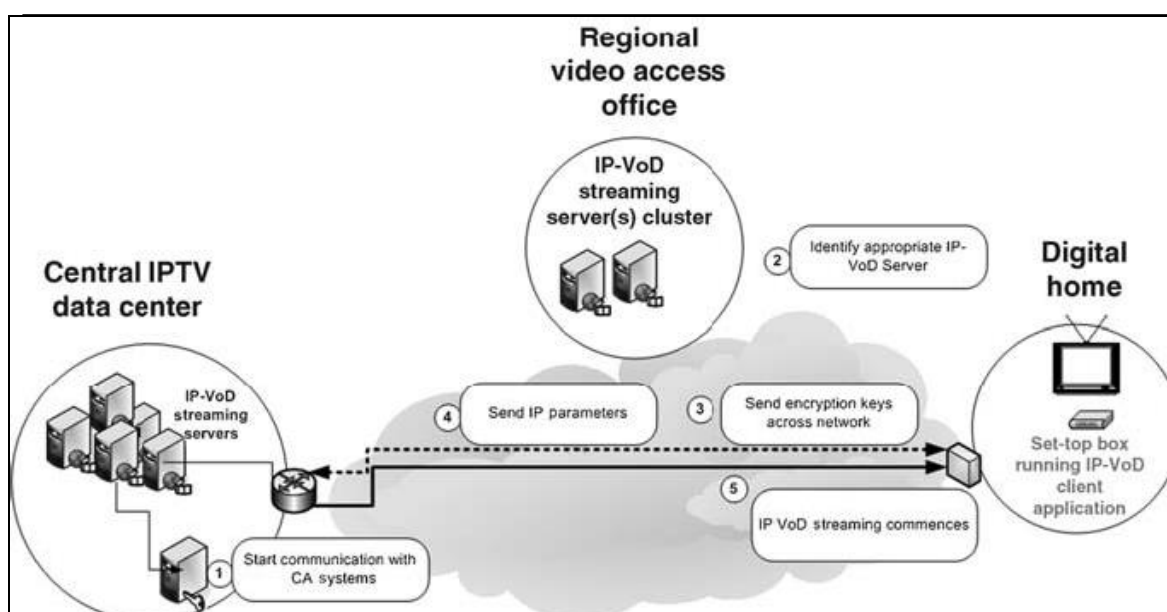 Regional
video access
office
IP-VoD
streaming
server(s) cluster
2
Identify appropriate IP-
VoD Server
Digital
home
Central IPTV
data center
IP-VoD
streaming
servers
4
Send IP parameters
3
Send encryption keys
across network
Set-top box
running IP-VoD
client
application
5
IP VoD streaming commences
1
Start communication with
CA systems